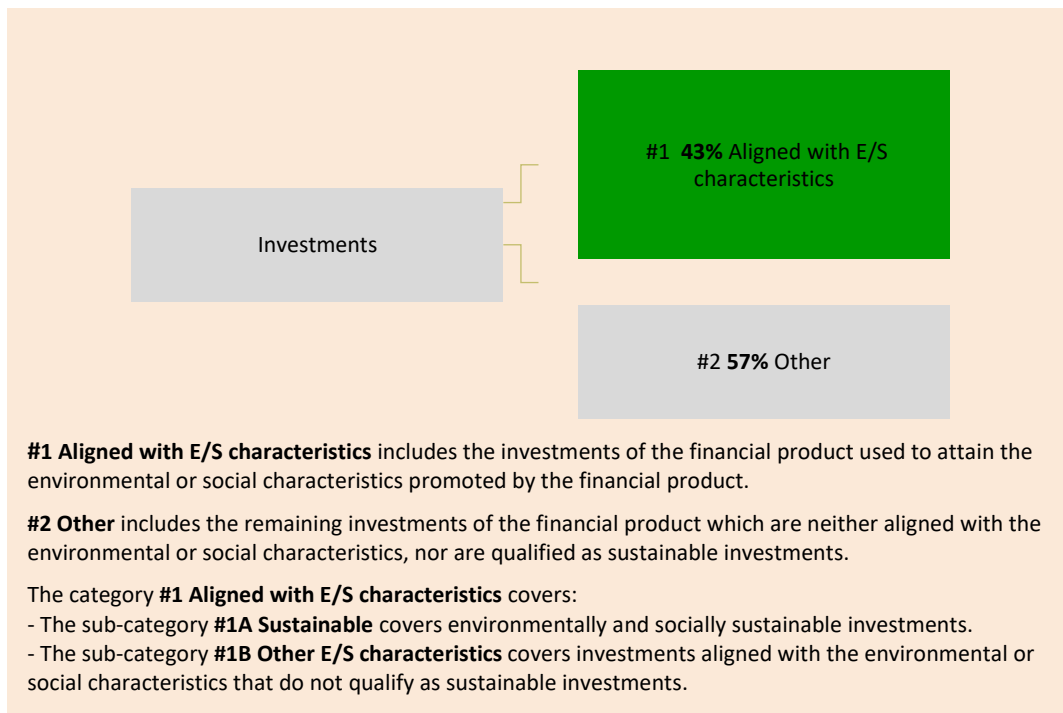 #1 43% Aligned with E/S
characteristics
Investments
#2 57% Other
#1 Aligned with E/S characteristics includes the investments of the financial product used to attain the
environmental or social characteristics promoted by the financial product.
#2 Other includes the remaining investments of the financial product which are neither aligned with the
environmental or social characteristics, nor are qualified as sustainable investments.
The category #1 Aligned with E/S characteristics covers:
- The sub-category #1A Sustainable covers environmentally and socially sustainable investments.
- The sub-category #1B Other E/S characteristics covers investments aligned with the environmental or
social characteristics that do not qualify as sustainable investments.